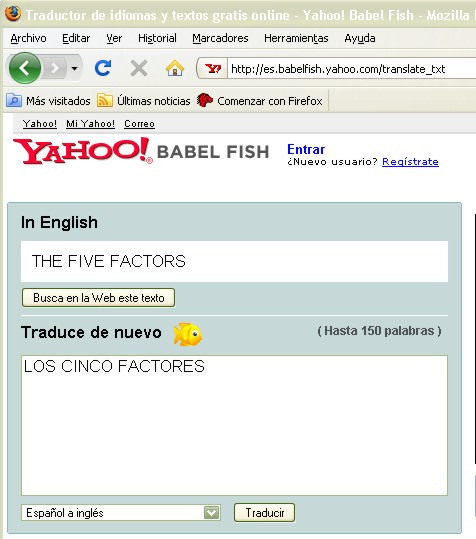 Traductor de idiomas y textos gratis online - Yahoo! Babel Fish - Mozilla
Archivo Editar Ver Historial Marcadores Herramientas Ayuda
Y! http://es.babelfish.yahoo.com/translate_txt
Más visitados Últimas noticias Comenzar con Firefox
Yahoo! Mi Yahoo! Correo
YAHOO!® BABEL FISH
Entrar
¿Nuevo usuario? Regístrate
In English
THE FIVE FACTORS
Busca en la Web este texto
Traduce de nuevo ( Hasta 150 palabras )
LOS CINCO FACTORES
Español a inglés Traducir